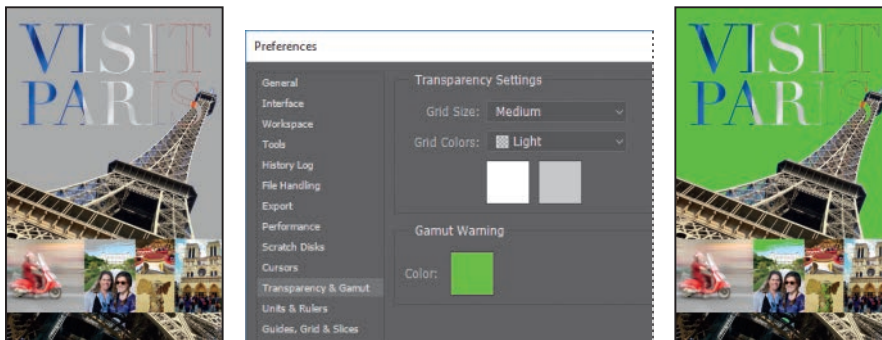 VISIT
PARIS
Preferences
General
Interface
Workspace
Tools
History Log
File Handling
Export
Performance
Scratch Disks
Cursors
Transparency & Gamut
Units & Rulers
Guides, Grid & Slices
Transparency Settings
Grid Size: Medium
Grid Colors: Light
Gamut Warning
Color:
VISIT
PARIS